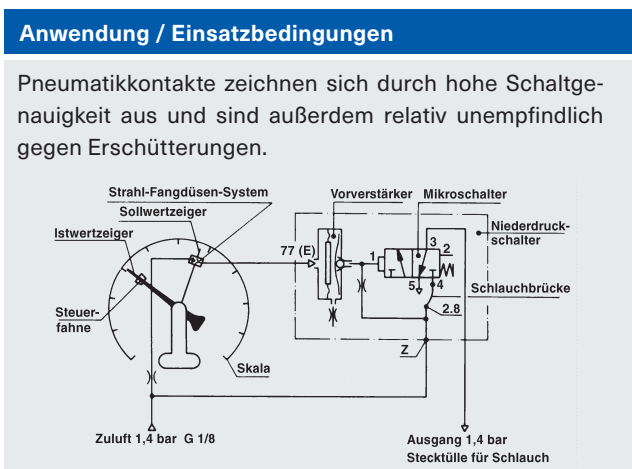 Anwendung / Einsatzbedingungen
Pneumatikkontakte zeichnen sich durch hohe Schaltge-
nauigkeit aus und sind außerdem relativ unempfindlich
gegen Erschütterungen.
Strahl-Fangdüsen-System
Sollwertzeiger
Istwertzeiger
Vorverstärker
Mikroschalter
Niederdruck-
schalter
77 (E)
1
3
2
5
4
Schlauchbrücke
2.8
Z
Steuer-
fahne
Skala
Zuluft 1,4 bar G 1/8
Ausgang 1,4 bar
Stecktülle für Schlauch